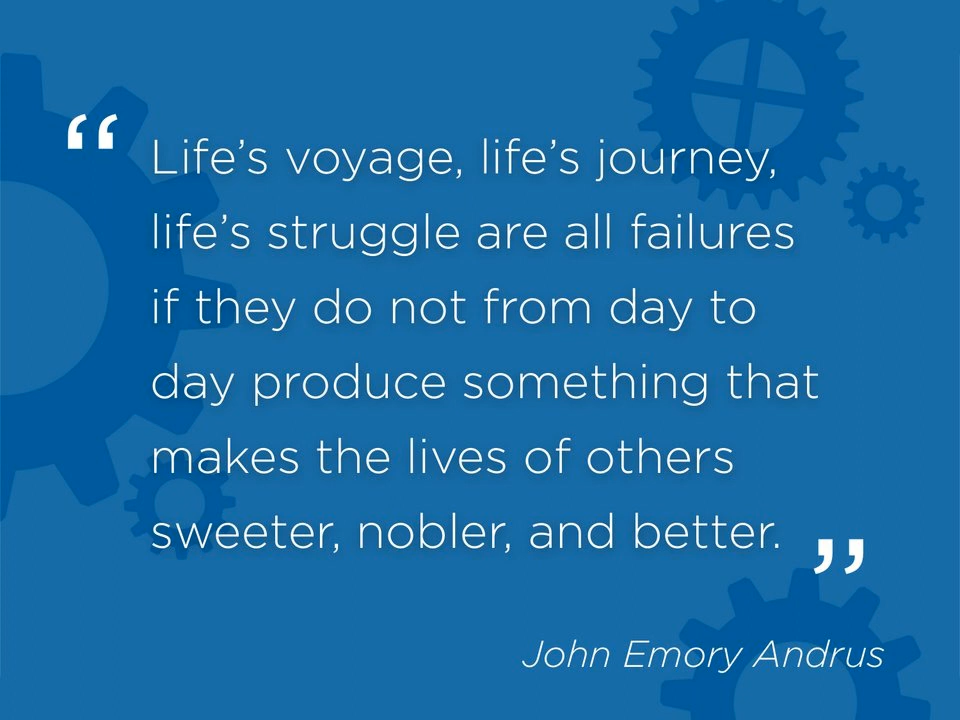 “Life’s voyage, life’s journey,
life’s struggle are all failures
if they do not from day to
day produce something that
makes the lives of others
sweeter, nobler, and better.”
John Emory Andrus